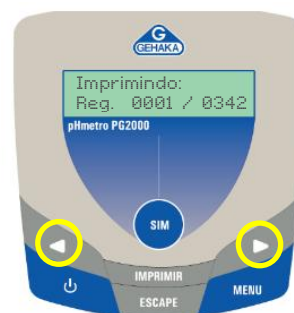 GEHAKA
Imprimindo:
Reg. 0001 / 0342
pHmetro PG2000
SIM
IMPRIMIR
ESCAPE
MENU